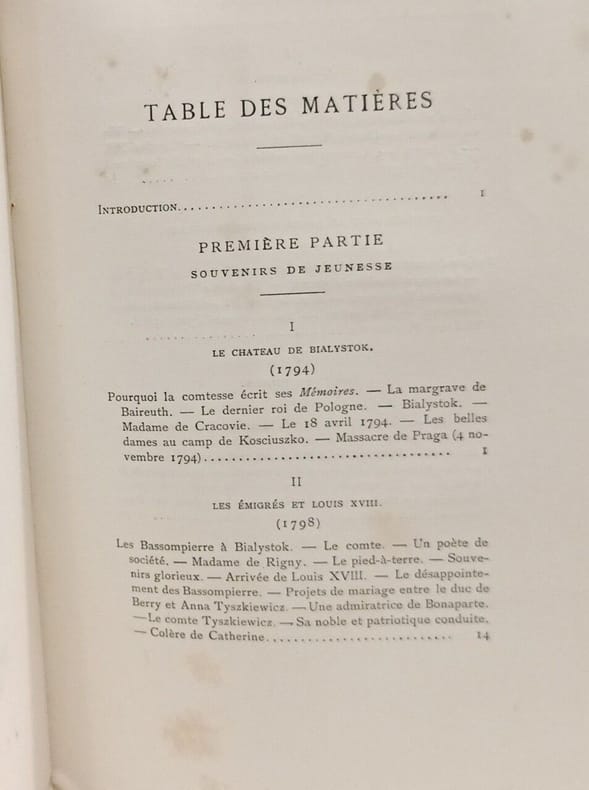 TABLE DES MATIÈRES
INTRODUCTION........................................ I
PREMIÈRE PARTIE
SOUVENIRS DE JEUNESSE
I
LE CHATEAU DE BIALYSTOK.
(1794)
Pourquoi la comtesse écrit ses Mémoires. — La margrave de
Baireuth. — Le dernier roi de Pologne. — Bialystok. —
Madame de Cracovie. — Le 18 avril 1794. — Les belles
dames au camp de Kosciuszko. — Massacre de Praga (4 no-
vembre 1794).................................. 1
II
LES ÉMIGRÉS ET LOUIS XVIII.
(1798)
Les Bassompierre à Bialystok. — Le comte. — Un poète de
société. — Madame de Rigny. — Le pied-à-terre. — Souve-
nirs glorieux. — Arrivée de Louis XVIII. — Le désappointe-
ment des Bassompierre. — Projets de mariage entre le duc de
Berry et Anna Tyszkiewicz. — Une admiratrice de Bonaparte.
— Le comte Tyszkiewicz. — Sa noble et patriotique conduite.
— Colère de Catherine.......................... 14